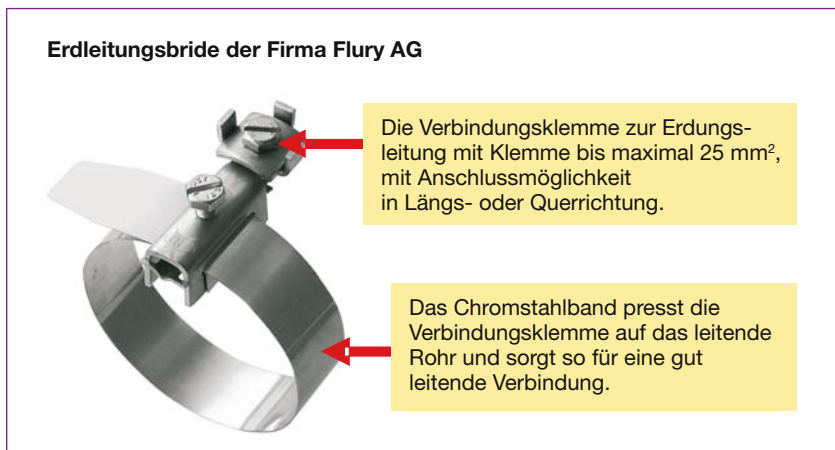 Erdleitungsbride der Firma Flury AG
Die Verbindungsklemme zur Erdungs-
leitung mit Klemme bis maximal 25 mm²,
mit Anschlussmöglichkeit
in Längs- oder Querrichtung.
Das Chromstahlband presst die
Verbindungsklemme auf das leitende
Rohr und sorgt so für eine gut
leitende Verbindung.